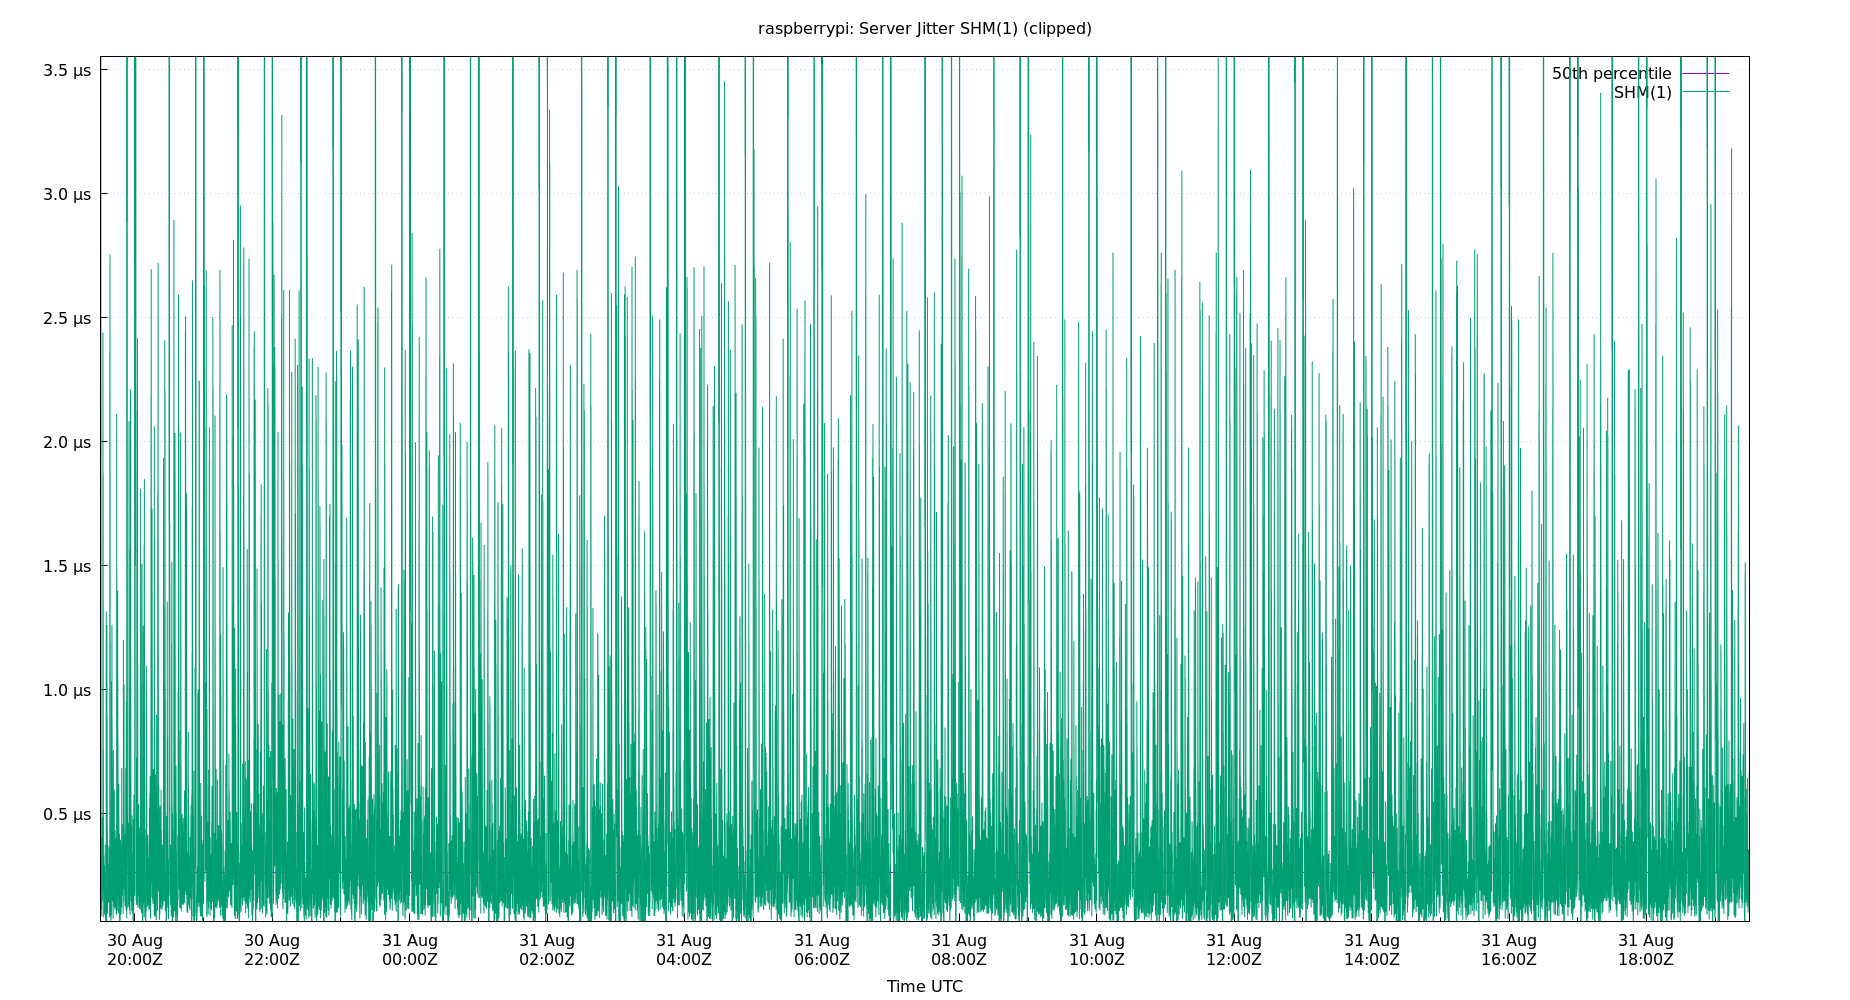 raspberrypi: Server Jitter SHM(1) (clipped)
50th percentile
SHM(1)
3.5 µs
3.0 µs
2.5 µs
2.0 µs
1.5 µs
1.0 µs
0.5 µs
30 Aug 30 Aug 31 Aug 31 Aug 31 Aug 31 Aug 31 Aug 31 Aug 31 Aug 31 Aug 31 Aug 31 Aug
20:00Z 22:00Z 00:00Z 02:00Z 04:00Z 06:00Z 08:00Z 10:00Z 12:00Z 14:00Z 16:00Z 18:00Z
Time UTC